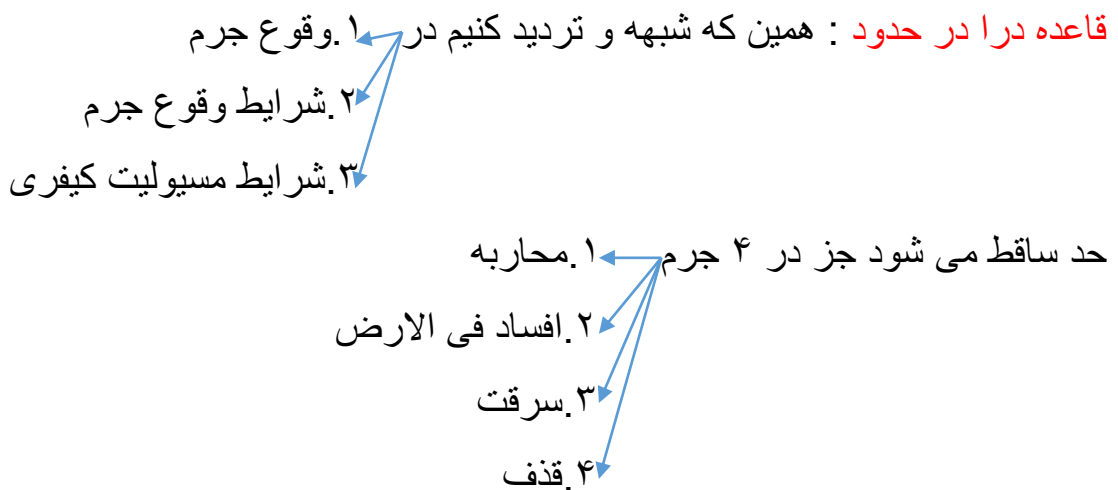 قاعده درا در حدود : همین که شبهه و تردید کنیم در ۱.وقوع جرم
۲.شرایط وقوع جرم
۳.شرایط مسیولیت کیفری
حد ساقط می شود جز در ۴ جرم ۱.محاربه
۲.افساد فی الارض
۳.سرقت
۴.قذف